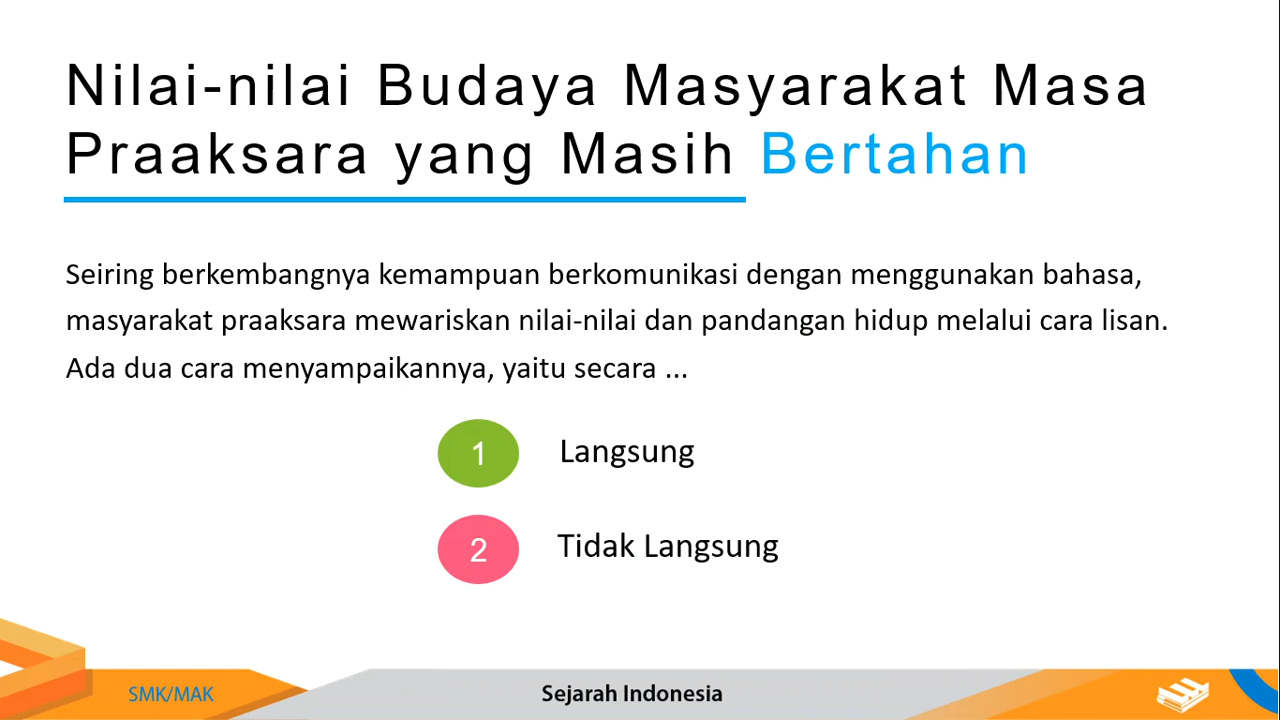 Nilai-nilai Budaya Masyarakat Masa
Praaksara yang Masih Bertahan
Seiring berkembangnya kemampuan berkomunikasi dengan menggunakan bahasa,
masyarakat praaksara mewariskan nilai-nilai dan pandangan hidup melalui cara lisan.
Ada dua cara menyampaikannya, yaitu secara ...
1 Langsung
2 Tidak Langsung
SMK/MAK
Sejarah Indonesia